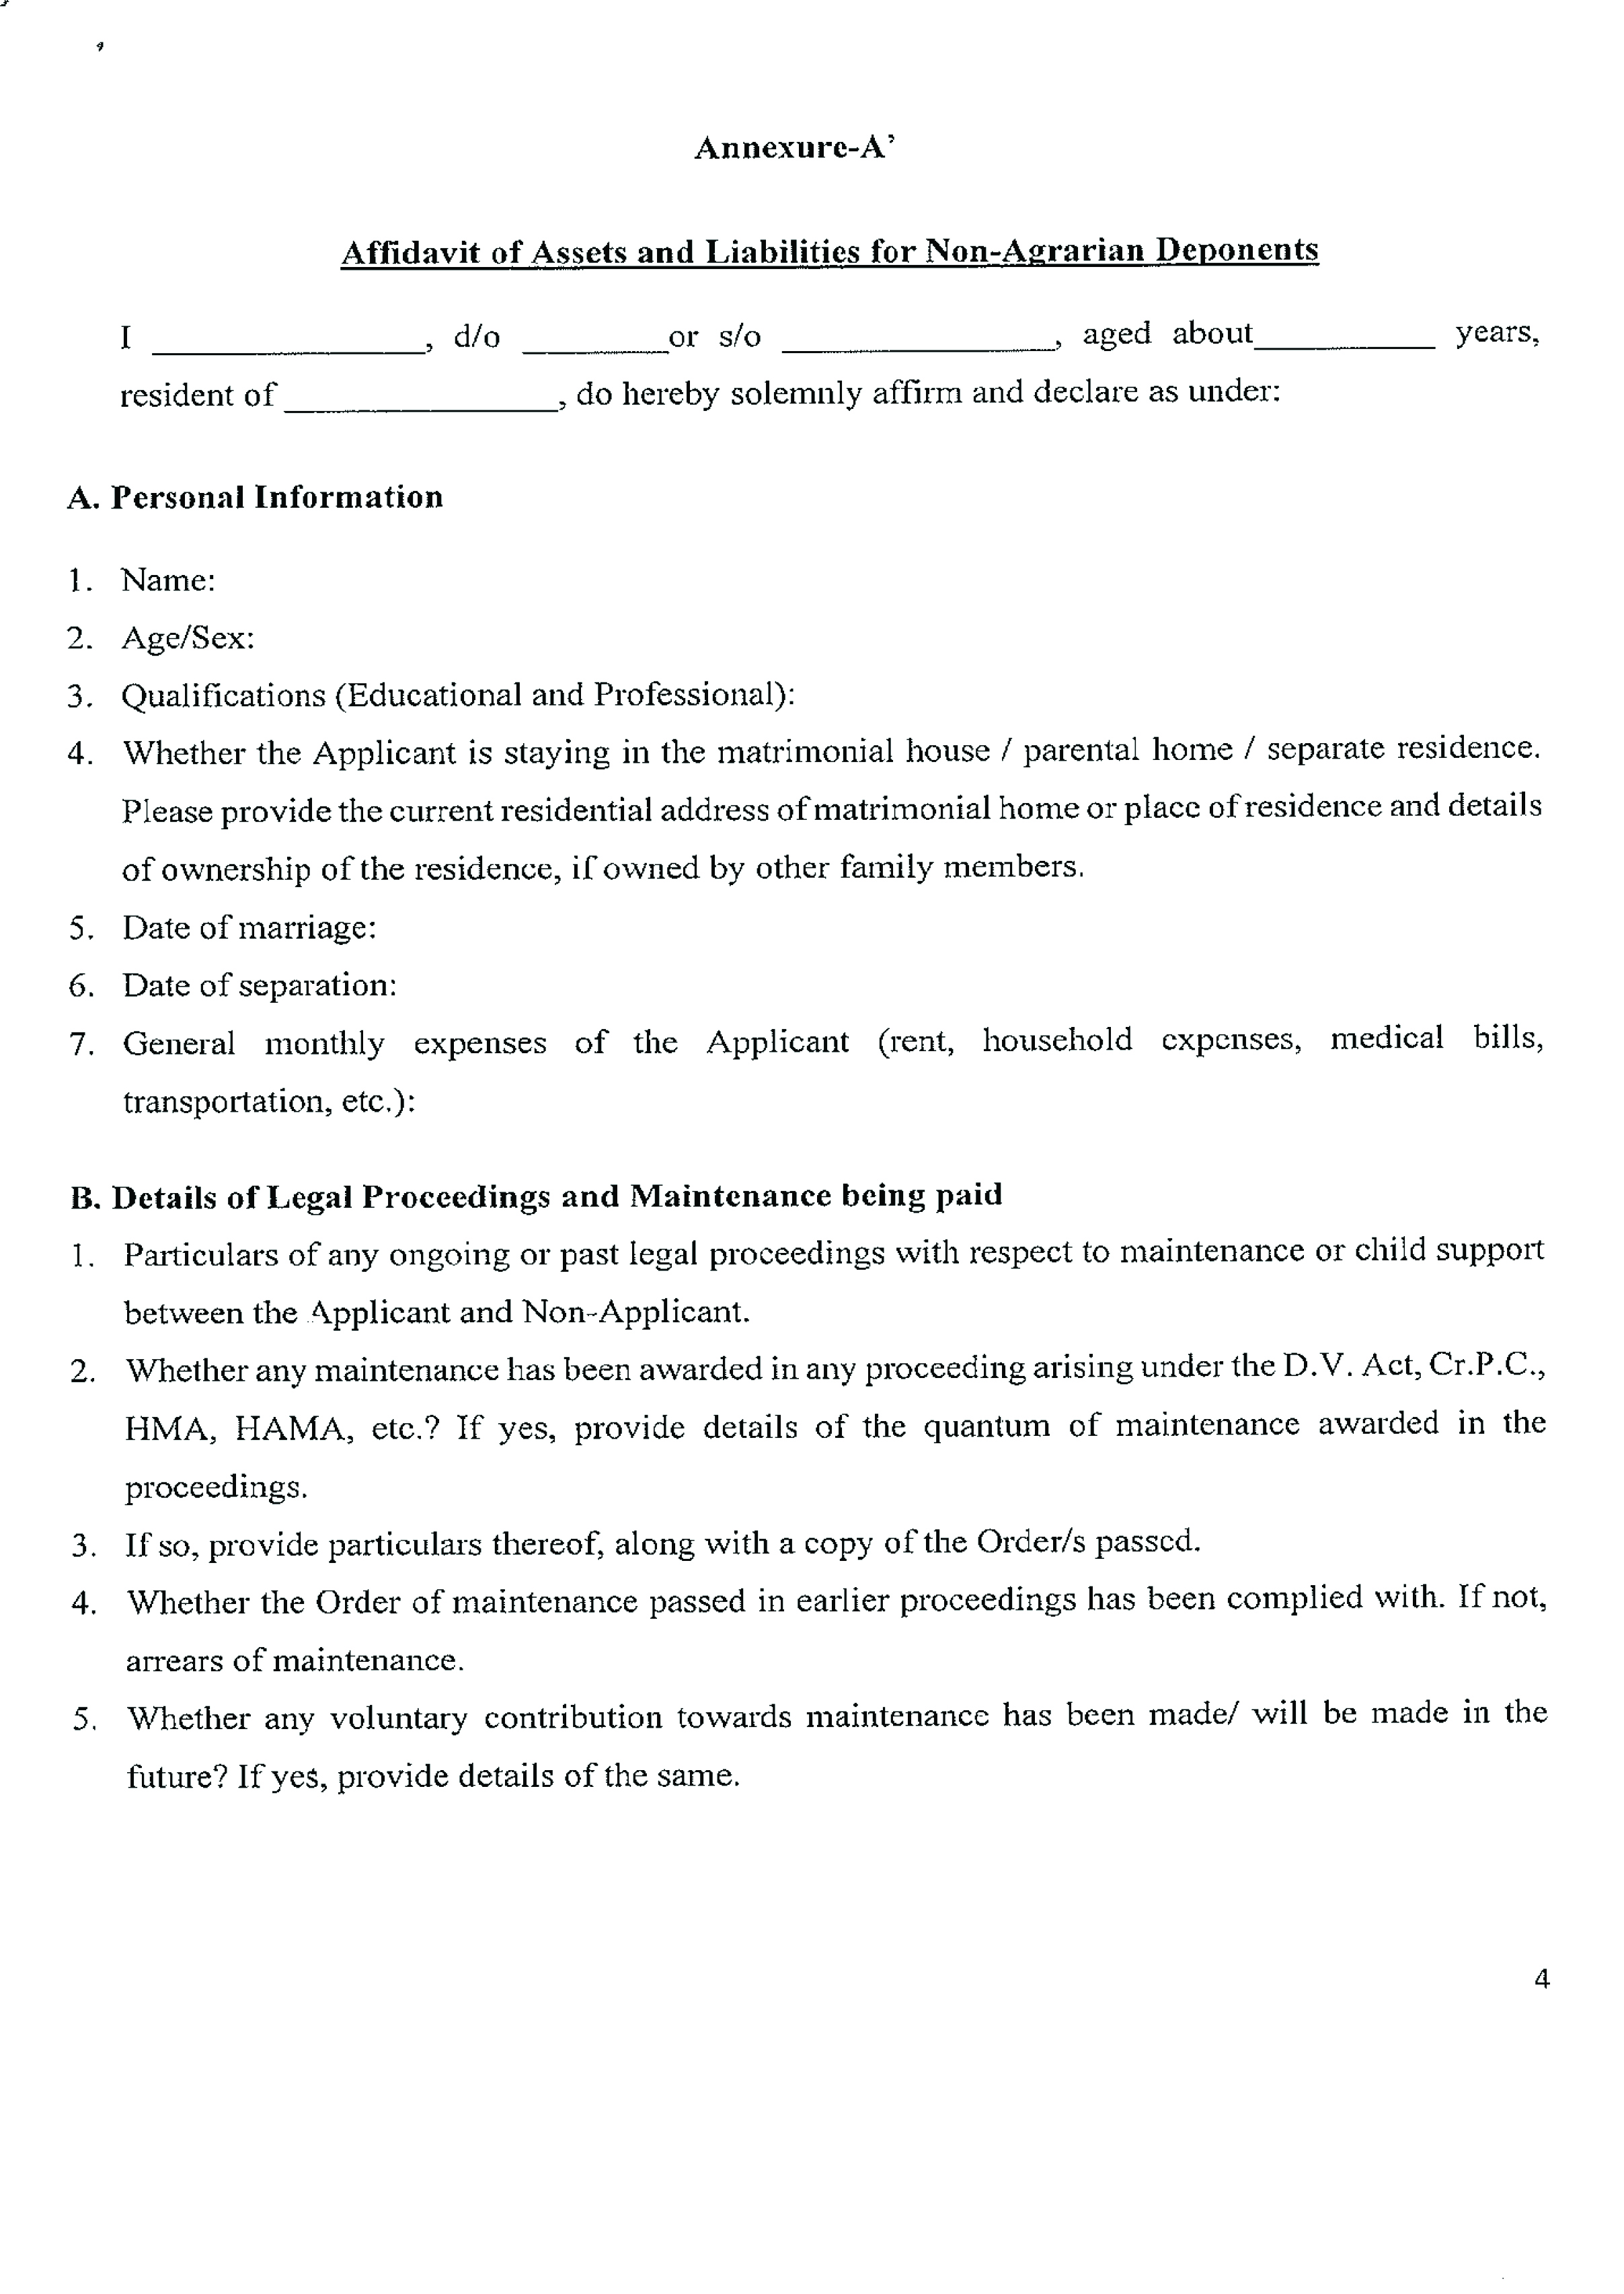 Annexure-A'
Affidavit of Assets and Liabilities for Non-Agrarian Deponents
I _______________, d/o ________or s/o _______________, aged about__________ years,
resident of _______________, do hereby solemnly affirm and declare as under:
A. Personal Information
1. Name:
2. Age/Sex:
3. Qualifications (Educational and Professional):
4. Whether the Applicant is staying in the matrimonial house / parental home / separate residence.
Please provide the current residential address of matrimonial home or place of residence and details
of ownership of the residence, if owned by other family members.
5. Date of marriage:
6. Date of separation:
7. General monthly expenses of the Applicant (rent, household expenses, medical bills,
transportation, etc.):
B. Details of Legal Proceedings and Maintenance being paid
1. Particulars of any ongoing or past legal proceedings with respect to maintenance or child support
between the Applicant and Non-Applicant.
2. Whether any maintenance has been awarded in any proceeding arising under the D.V. Act, Cr.P.C.,
HMA, HAMA, etc.? If yes, provide details of the quantum of maintenance awarded in the
proceedings.
3. If so, provide particulars thereof, along with a copy of the Order/s passed.
4. Whether the Order of maintenance passed in earlier proceedings has been complied with. If not,
arrears of maintenance.
5. Whether any voluntary contribution towards maintenance has been made/ will be made in the
future? If yes, provide details of the same.
4